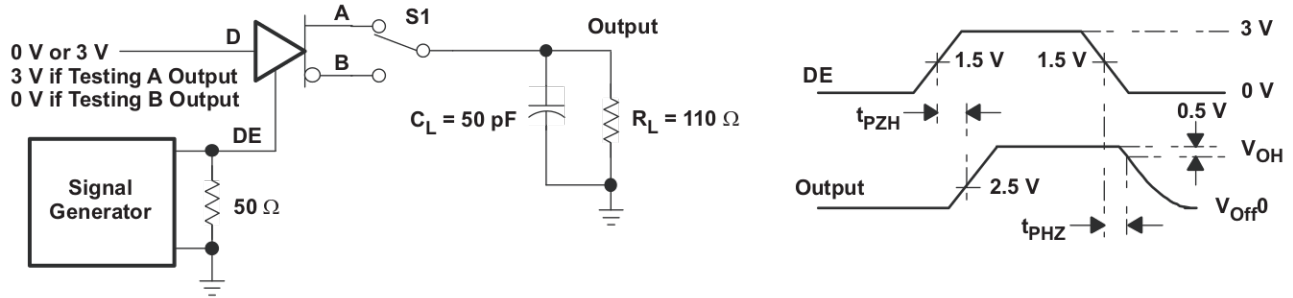 A
S1
Output
D
0 V or 3 V
3 V if Testing A Output
0 V if Testing B Output
B
DE
C_L = 50 pF
R_L = 110 Ω
Signal
Generator
50 Ω
3 V
DE
1.5 V
1.5 V
0 V
t_PZH
0.5 V
V_OH
Output
2.5 V
V_Off0
t_PHZ